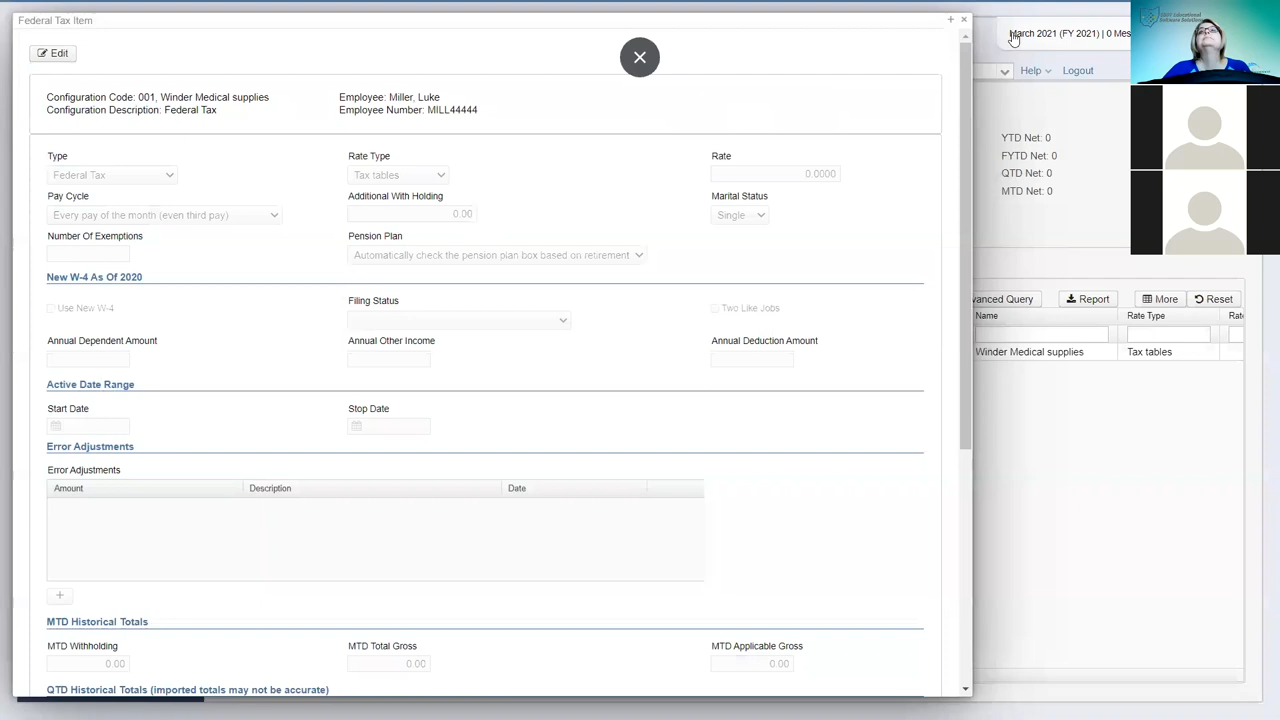 Federal Tax Item
Edit
Configuration Code: 001, Winder Medical supplies
Employee: Miller, Luke
Configuration Description: Federal Tax
Employee Number: MILL44444
Type
Rate Type
Rate
Federal Tax
Tax tables
0.0000
Pay Cycle
Additional With Holding
Marital Status
Every pay of the month (even third pay)
0.00
Single
Number Of Exemptions
Pension Plan
Automatically check the pension plan box based on retirement
New W-4 As Of 2020
Use New W-4
Filing Status
Two Like Jobs
Annual Dependent Amount
Annual Other Income
Annual Deduction Amount
Active Date Range
Start Date
Stop Date
Error Adjustments
Error Adjustments
Amount
Description
Date
+
MTD Historical Totals
MTD Withholding
MTD Total Gross
MTD Applicable Gross
0.00
0.00
0.00
QTD Historical Totals (imported totals may not be accurate)
March 2021 (FY 2021) | 0 Mes
Help
Logout
YTD Net: 0
FYTD Net: 0
QTD Net: 0
MTD Net: 0
vanced Query
Report
More
Reset
Name
Rate Type
Rate
Winder Medical supplies
Tax tables
Educational
Software Solutions